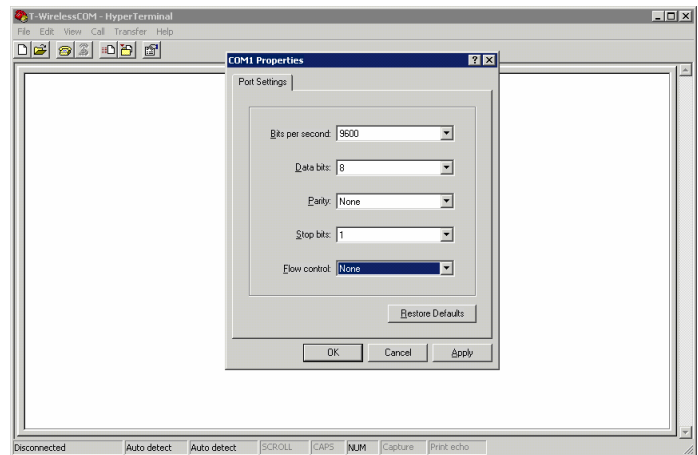 T-WirelessCOM - HyperTerminal
File Edit View Call Transfer Help
COM1 Properties
Port Settings
Bits per second: 9600
Data bits: 8
Parity: None
Stop bits: 1
Flow control: None
Restore Defaults
OK Cancel Apply
Disconnected Auto detect Auto detect SCROLL CAPS NUM Capture Print echo